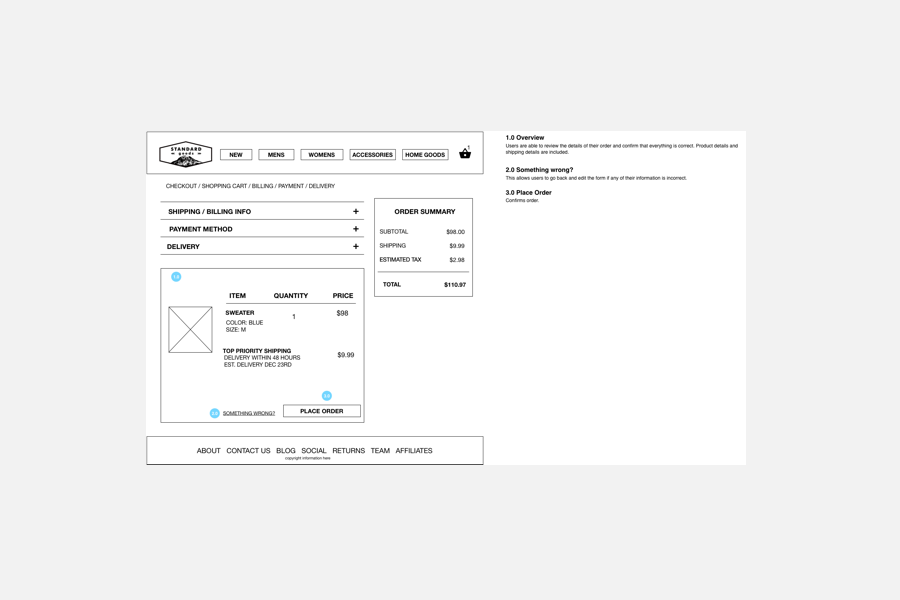 STANDARD
goods
NEW MENS WOMENS ACCESSORIES HOME GOODS 1
CHECKOUT / SHOPPING CART / BILLING / PAYMENT / DELIVERY
SHIPPING / BILLING INFO +
PAYMENT METHOD +
DELIVERY +
ORDER SUMMARY
SUBTOTAL $98.00
SHIPPING $9.99
ESTIMATED TAX $2.98
TOTAL $110.97
ITEM QUANTITY PRICE
SWEATER 1 $98
COLOR: BLUE
SIZE: M
TOP PRIORITY SHIPPING
DELIVERY WITHIN 48 HOURS $9.99
EST. DELIVERY DEC 23RD
SOMETHING WRONG? PLACE ORDER
ABOUT CONTACT US BLOG SOCIAL RETURNS TEAM AFFILIATES
copyright information here
1.0 Overview
Users are able to review the details of their order and confirm that everything is correct. Product details and
shipping details are included.
2.0 Something wrong?
This allows users to go back and edit the form if any of their information is incorrect.
3.0 Place Order
Confirms order.